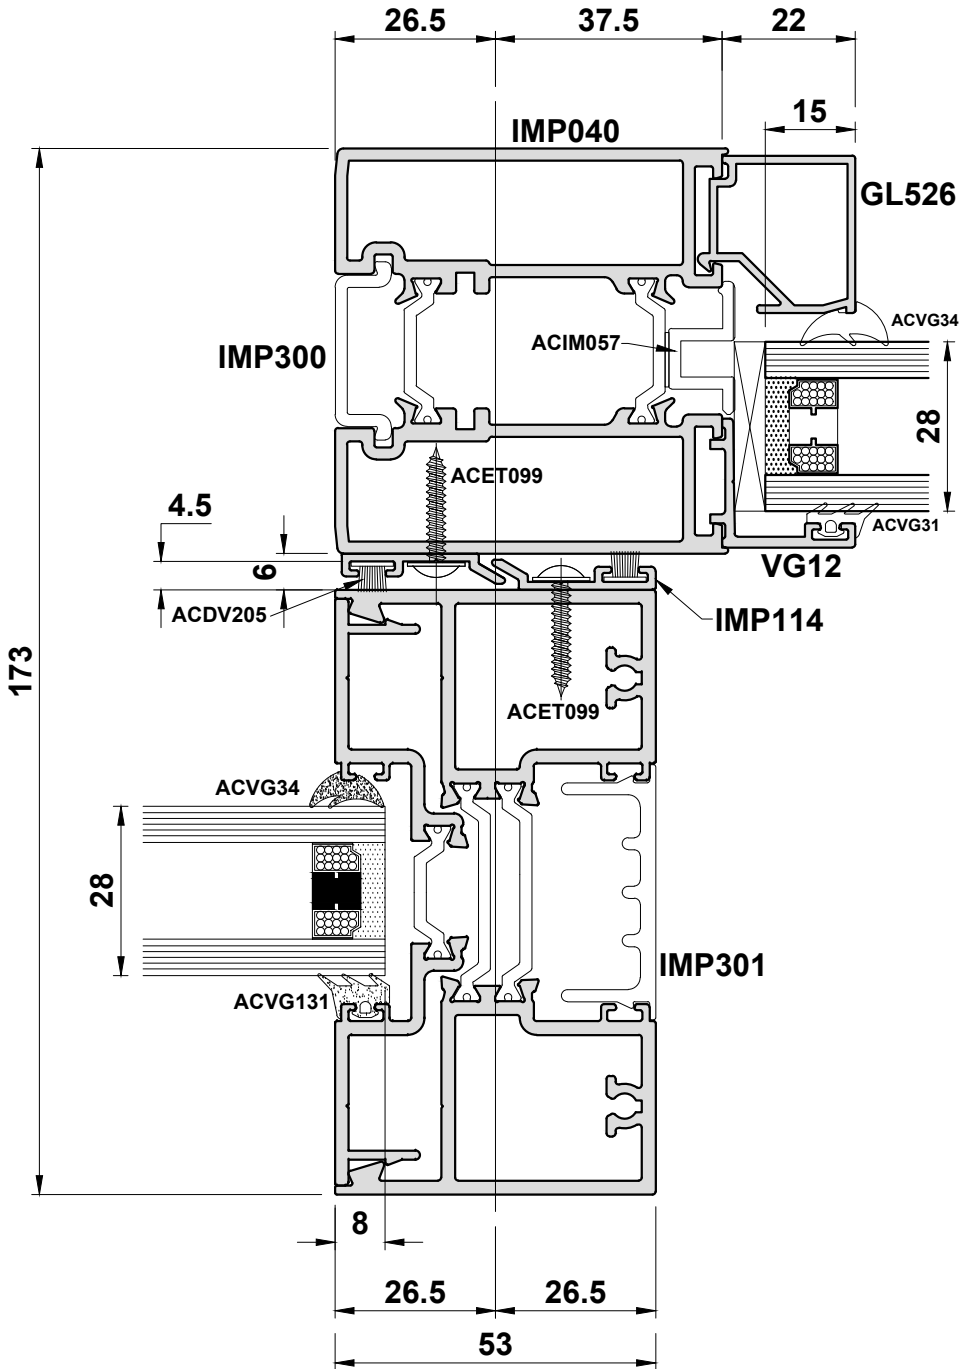 26.5
37.5
22
15
IMP040
GL526
ACVG34
ACIM057
IMP300
28
ACET099
4.5
ACVG31
6
VG12
ACDV205
IMP114
173
ACET099
ACVG34
28
IMP301
ACVG131
8
26.5
26.5
53